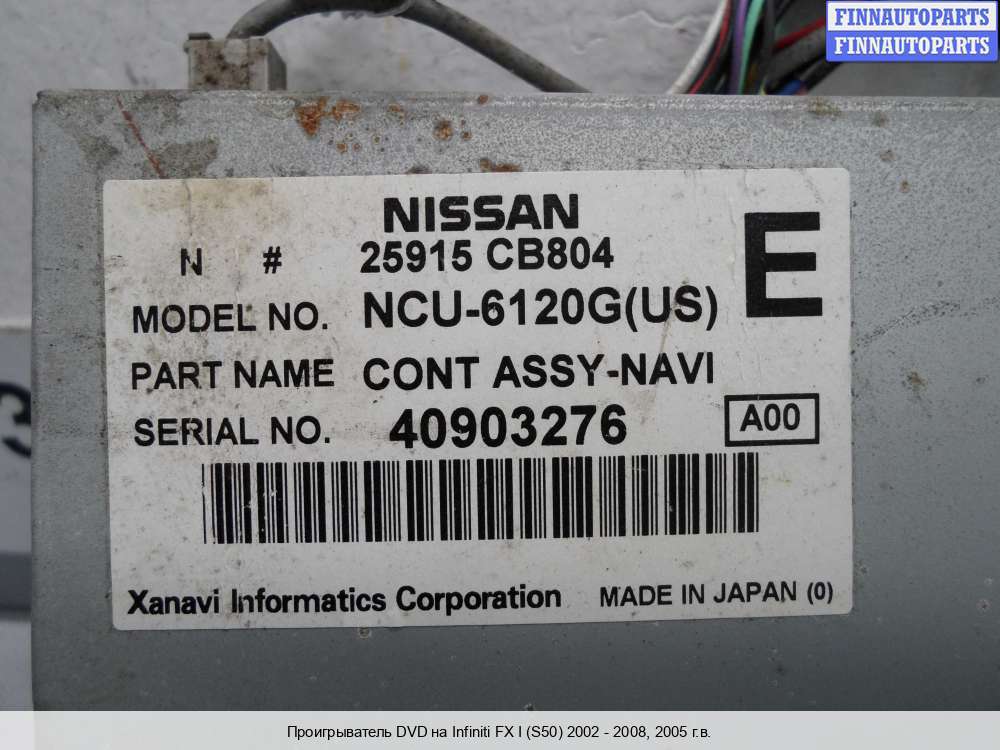 FINNAUTOPARTS
FINNAUTOPARTS
NISSAN
N # 25915 CB804
E
MODEL NO. NCU-6120G(US)
PART NAME CONT ASSY-NAVI
SERIAL NO. 40903276
A00
Xanavi Informatics Corporation MADE IN JAPAN (0)
Проигрыватель DVD на Infiniti FX I (S50) 2002 - 2008, 2005 г.в.